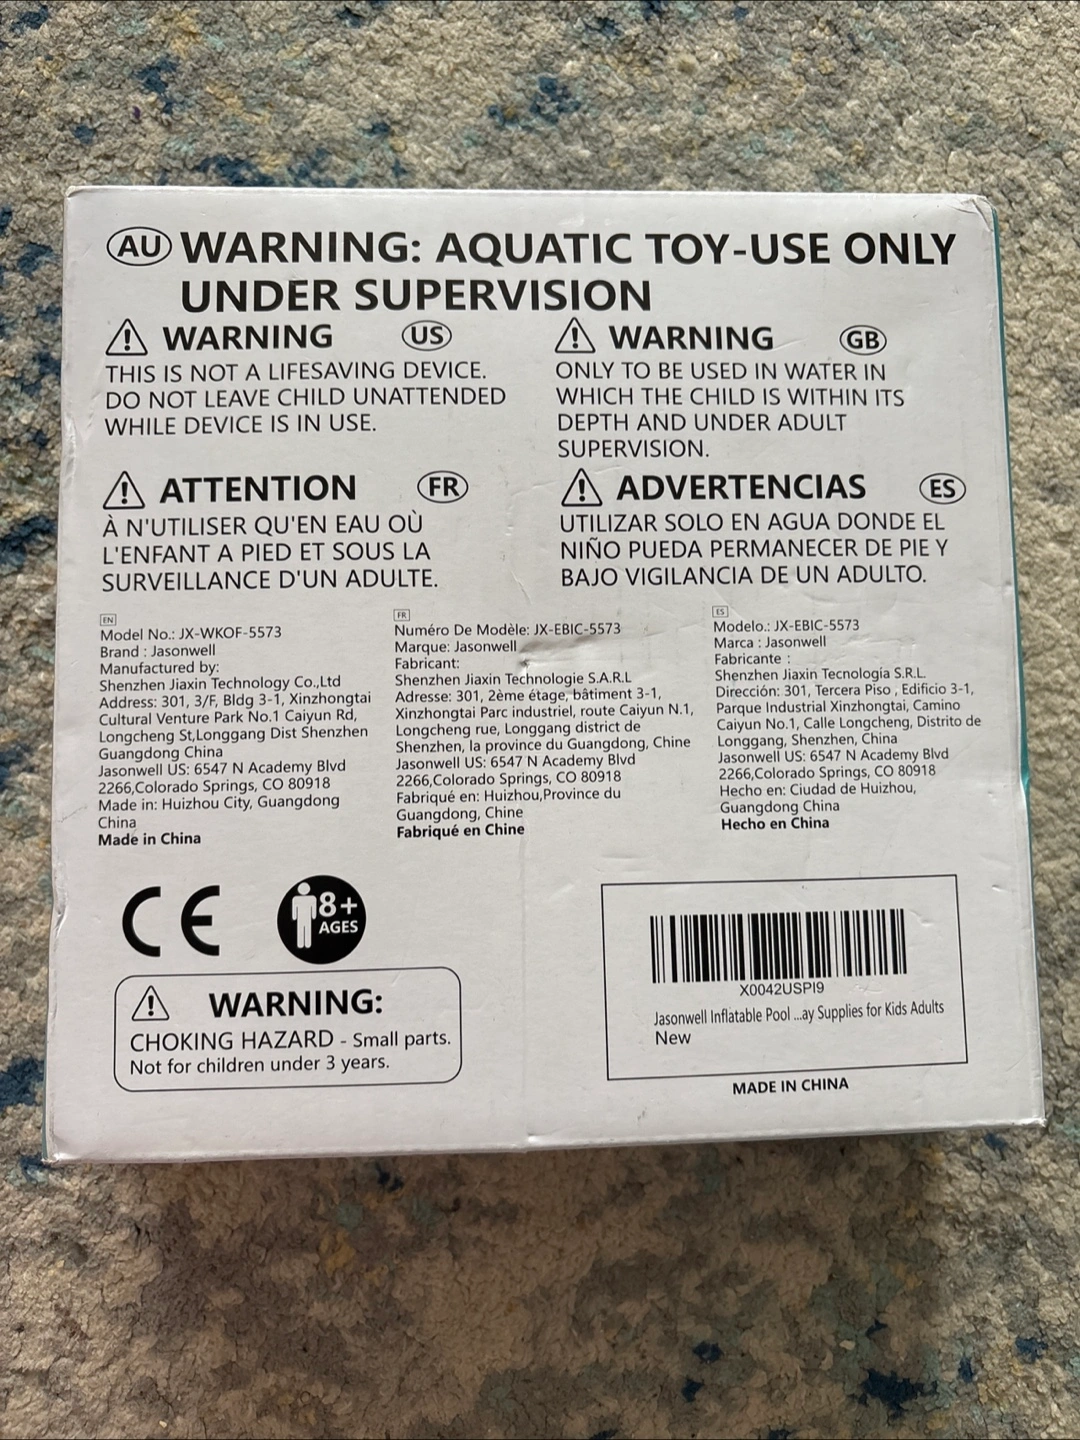 AU WARNING: AQUATIC TOY-USE ONLY
UNDER SUPERVISION
WARNING US
THIS IS NOT A LIFESAVING DEVICE.
DO NOT LEAVE CHILD UNATTENDED
WHILE DEVICE IS IN USE.
WARNING GB
ONLY TO BE USED IN WATER IN
WHICH THE CHILD IS WITHIN ITS
DEPTH AND UNDER ADULT
SUPERVISION.
ATTENTION FR
À N'UTILISER QU'EN EAU OÙ
L'ENFANT A PIED ET SOUS LA
SURVEILLANCE D'UN ADULTE.
ADVERTENCIAS ES
UTILIZAR SOLO EN AGUA DONDE EL
NIÑO PUEDA PERMANECER DE PIE Y
BAJO VIGILANCIA DE UN ADULTO.
EN
Model No.: JX-WKOF-5573
Brand : Jasonwell
Manufactured by:
Shenzhen Jiaxin Technology Co.,Ltd
Address: 301, 3/F, Bldg 3-1, Xinzhongtai
Cultural Venture Park No.1 Caiyun Rd,
Longcheng St,Longgang Dist Shenzhen
Guangdong China
Jasonwell US: 6547 N Academy Blvd
2266,Colorado Springs, CO 80918
Made in: Huizhou City, Guangdong
China
Made in China
FR
Numéro De Modèle: JX-EBIC-5573
Marque: Jasonwell
Fabricant:
Shenzhen Jiaxin Technologie S.A.R.L
Adresse: 301, 2ème étage, bâtiment 3-1,
Xinzhongtai Parc industriel, route Caiyun N.1,
Longcheng rue, Longgang district de
Shenzhen, la province du Guangdong, Chine
Jasonwell US: 6547 N Academy Blvd
2266,Colorado Springs, CO 80918
Fabriqué en: Huizhou,Province du
Guangdong, Chine
Fabriqué en Chine
ES
Modelo.: JX-EBIC-5573
Marca : Jasonwell
Fabricante :
Shenzhen Jiaxin Tecnología S.R.L.
Dirección: 301, Tercera Piso , Edificio 3-1,
Parque Industrial Xinzhongtai, Camino
Caiyun No.1, Calle Longcheng, Distrito de
Longgang, Shenzhen, China
Jasonwell US: 6547 N Academy Blvd
2266,Colorado Springs, CO 80918
Hecho en: Ciudad de Huizhou,
Guangdong China
Hecho en China
CE
8+
AGES
WARNING:
CHOKING HAZARD - Small parts.
Not for children under 3 years.
X0042USPI9
Jasonwell Inflatable Pool ...ay Supplies for Kids Adults
New
MADE IN CHINA